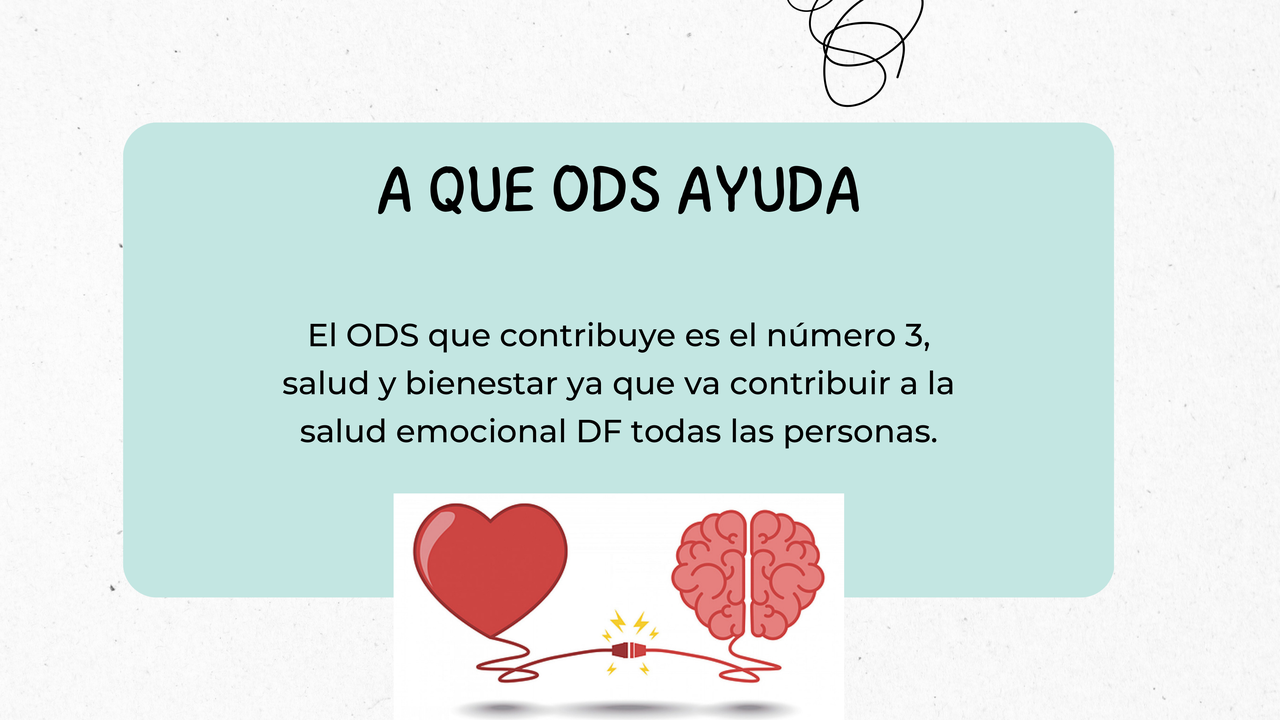 A QUE ODS AYUDA
El ODS que contribuye es el número 3,
salud y bienestar ya que va contribuir a la
salud emocional DF todas las personas.